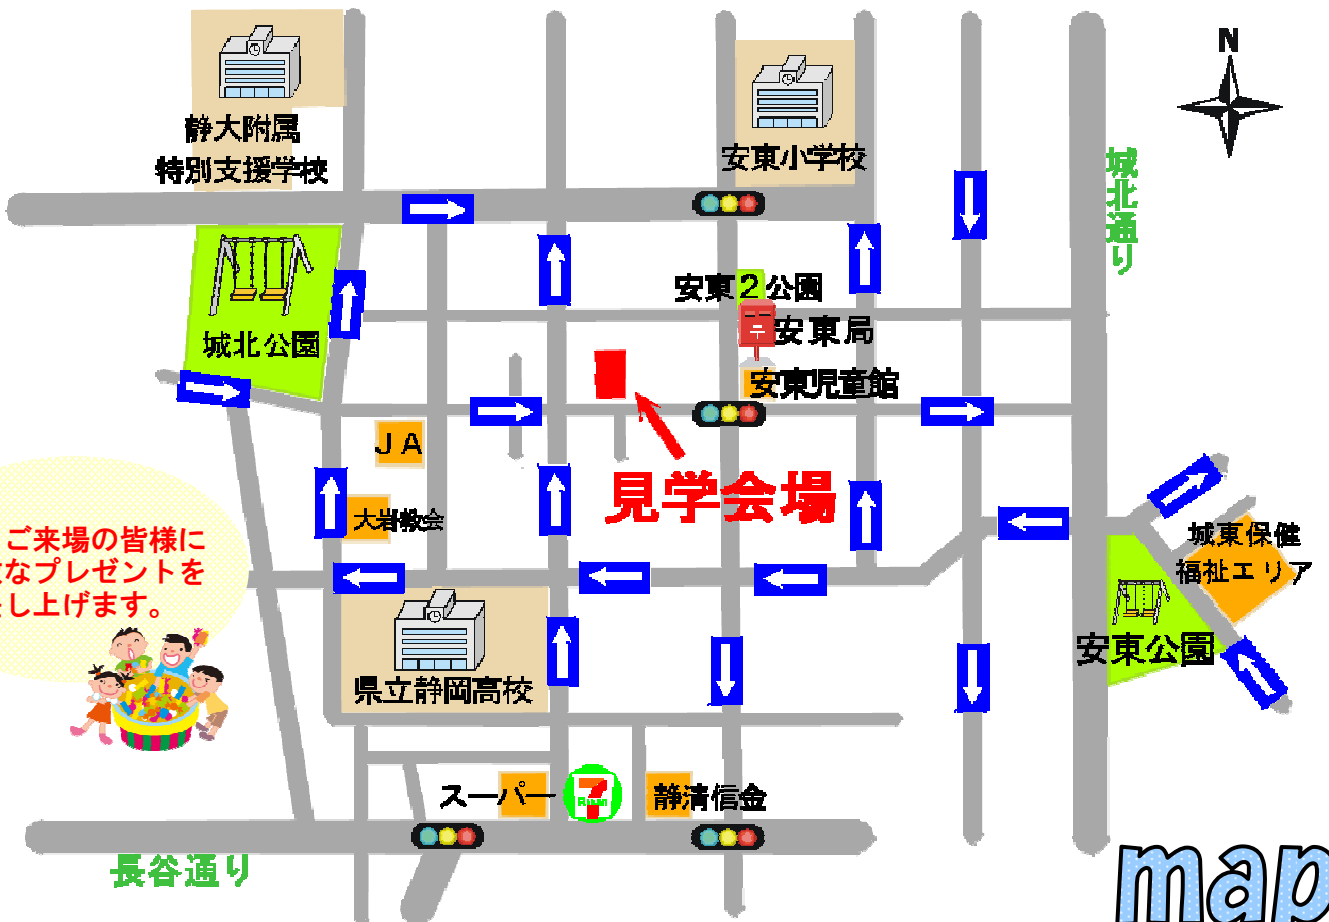 N
静大附属
特別支援学校
安東小学校
城北通り
安東2公園
〒
安東局
城北公園
安東児童館
JA
見学会場
大岩教会
ご来場の皆様に
なプレゼントを
し上げます。
城東保健
福祉エリア
安東公園
県立静岡高校
スーパー
7
静清信金
長谷通り
map